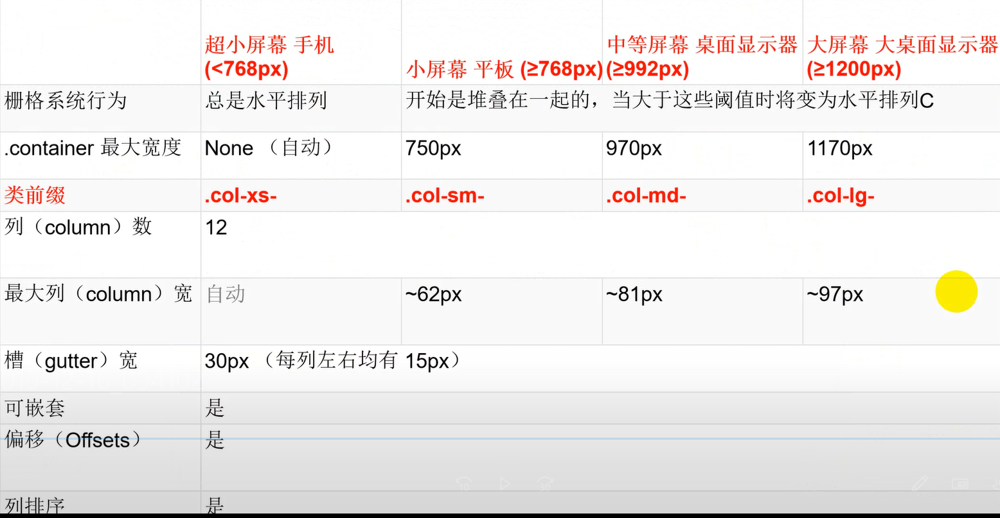 超小屏幕 手机
(<768px)
小屏幕 平板 (≥768px)
中等屏幕 桌面显示器
(≥992px)
大屏幕 大桌面显示器
(≥1200px)
栅格系统行为
总是水平排列
开始是堆叠在一起的，当大于这些阈值时将变为水平排列C
.container 最大宽度
None （自动）
750px
970px
1170px
类前缀
.col-xs-
.col-sm-
.col-md-
.col-lg-
列（column）数
12
最大列（column）宽
自动
~62px
~81px
~97px
槽（gutter）宽
30px （每列左右均有 15px）
可嵌套
是
偏移（Offsets）
是
10
30
列排序
是